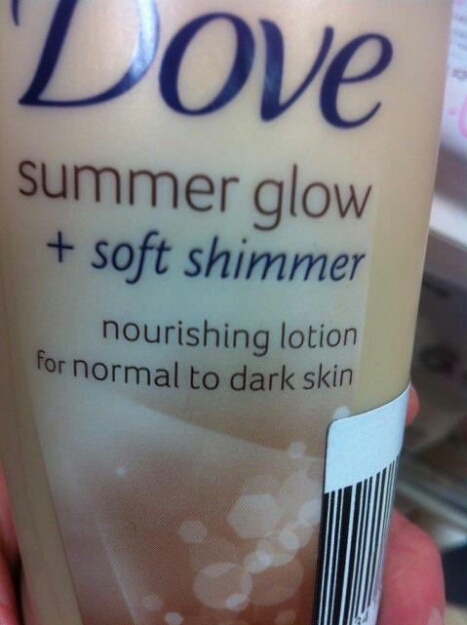 Dove
summer glow
+ soft shimmer
nourishing lotion
for normal to dark skin